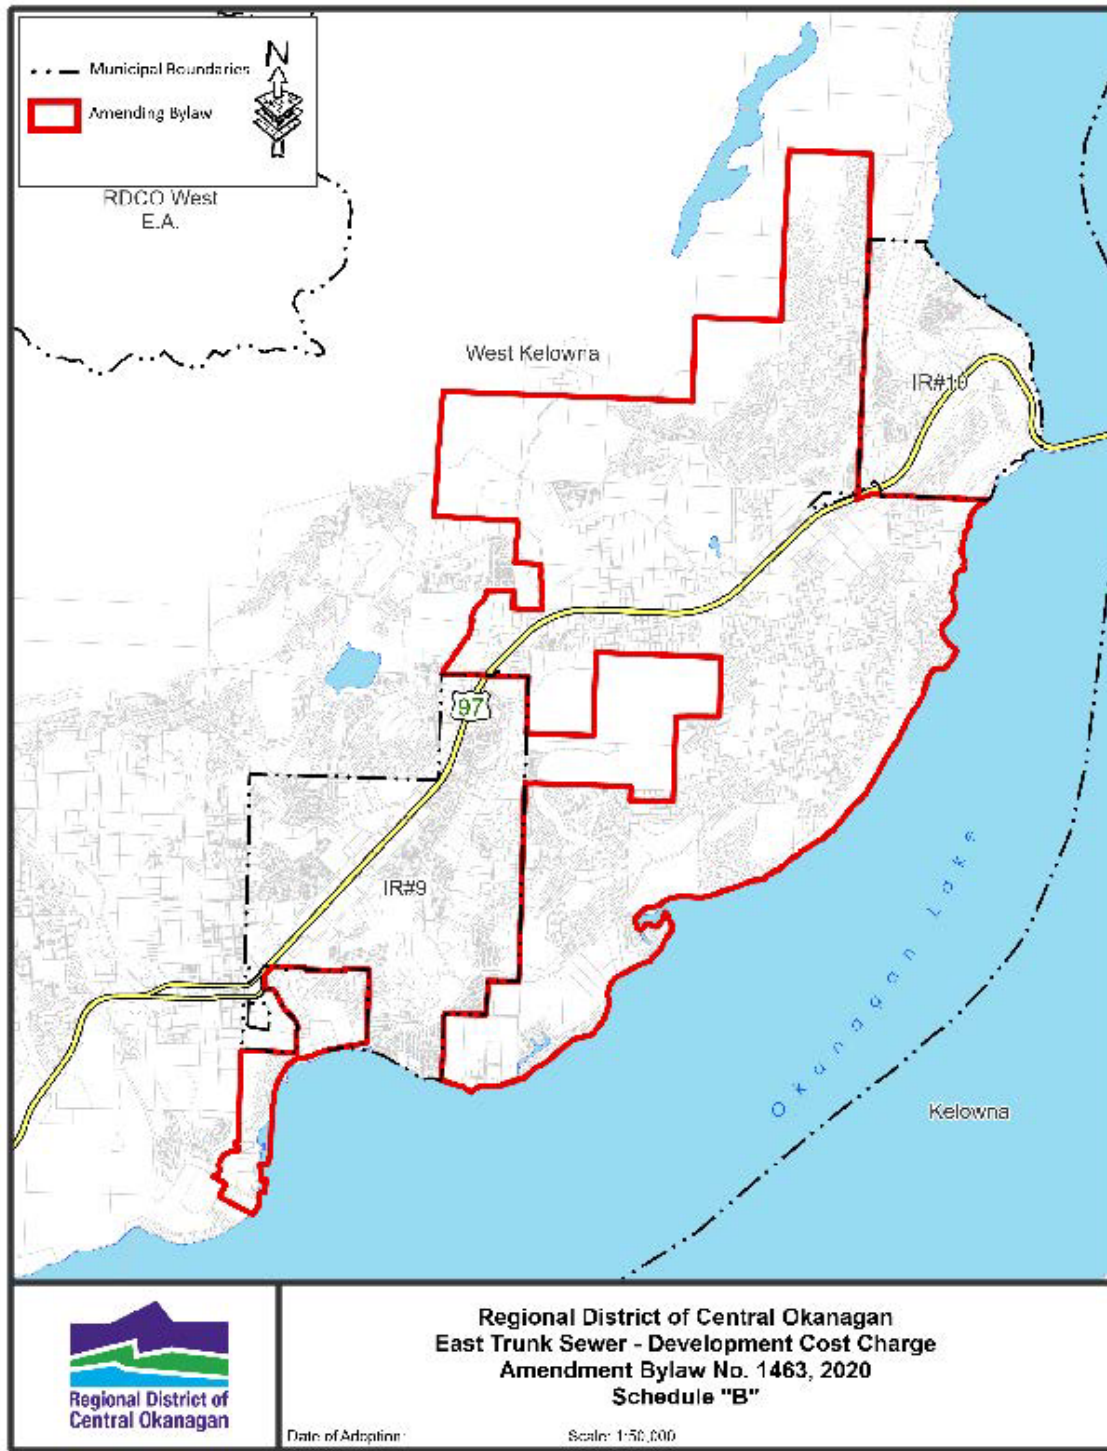 N
Municipal Boundaries
Amending Bylaw
RDCO West
E.A.
West Kelowna
IR#10
97
IR#9
Okanagan Lake
Kelowna
Regional District of
Central Okanagan
Regional District of Central Okanagan
East Trunk Sewer - Development Cost Charge
Amendment Bylaw No. 1463, 2020
Schedule "B"
Date of Adoption:
Scale: 1:50,000